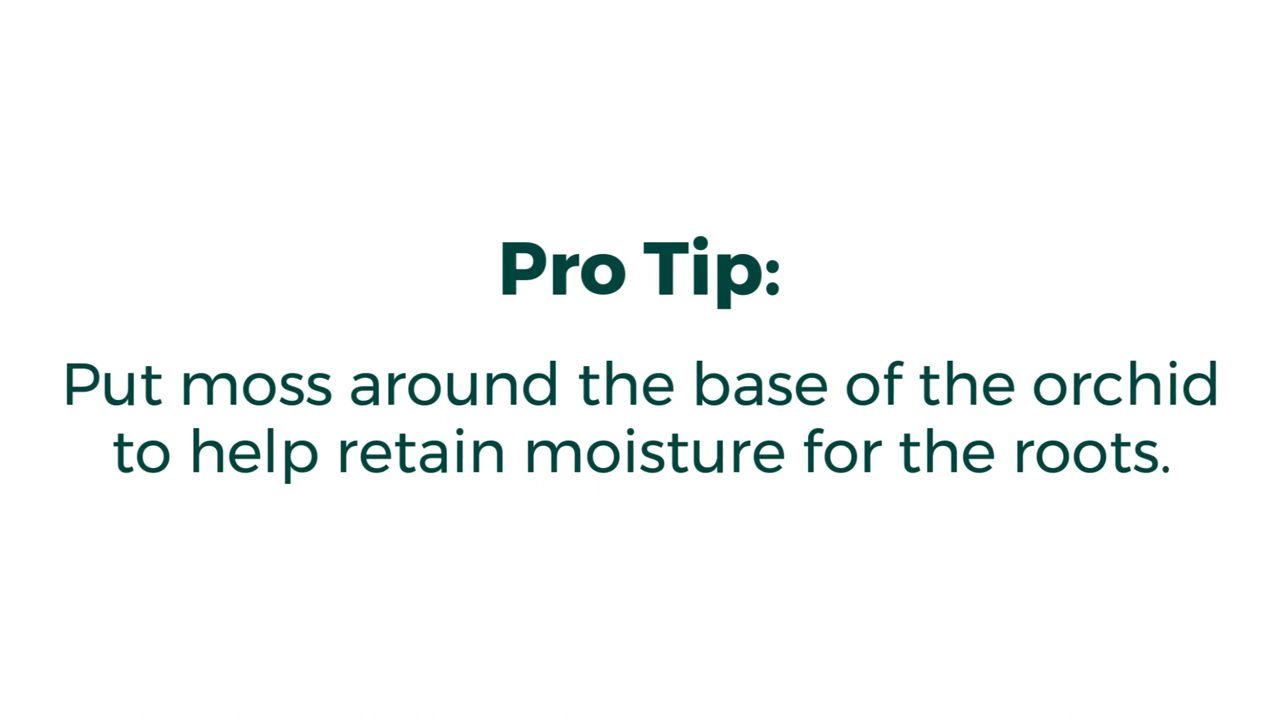 Pro Tip:
Put moss around the base of the orchid
to help retain moisture for the roots.